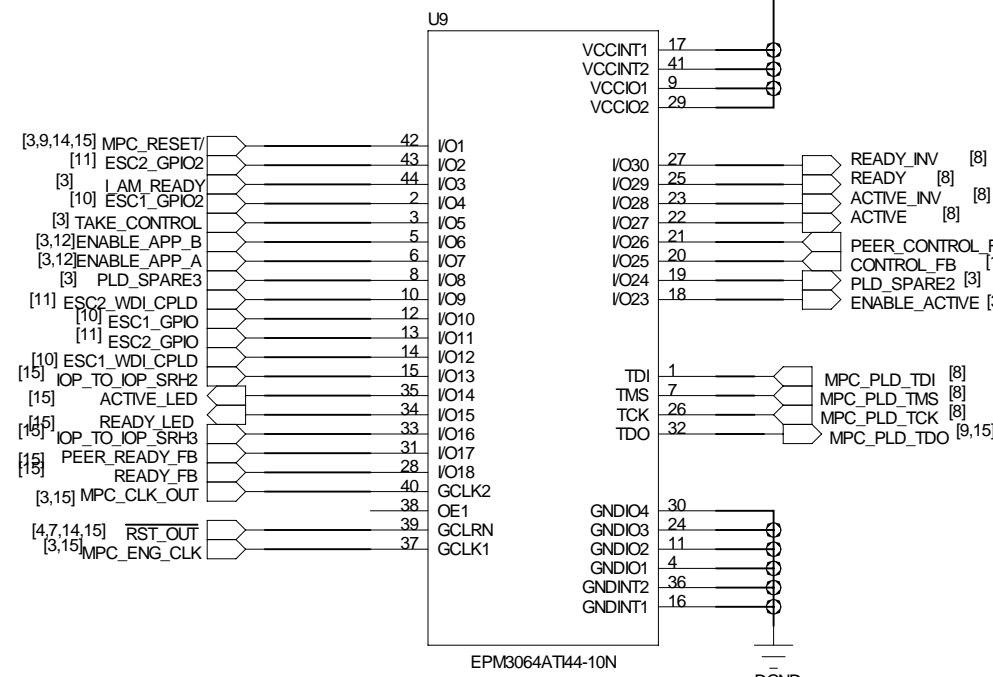 U9
VCCINT1 17
VCCINT2 41
VCCIO1 9
VCCIO2 29
[3,9,14,15] MPC_RESET/ 42 I/O1
[11] ESC2_GPIO2 43 I/O2
[3] I_AM_READY 44 I/O3
[10] ESC1_GPIO2 2 I/O4
[3] TAKE_CONTROL 3 I/O5
[3,12] ENABLE_APP_B 5 I/O6
[3,12] ENABLE_APP_A 6 I/O7
[3] PLD_SPARE3 8 I/O8
[11] ESC2_WDI_CPLD 10 I/O9
[10] ESC1_GPIO 12 I/O10
[11] ESC2_GPIO 13 I/O11
[10] ESC1_WDI_CPLD 14 I/O12
[15] IOP_TO_IOP_SRH2 15 I/O13
[15] ACTIVE_LED 35 I/O14
[15] READY_LED 34 I/O15
[15] IOP_TO_IOP_SRH3 33 I/O16
[15] PEER_READY_FB 31 I/O17
[15] READY_FB 28 I/O18
[3,15] MPC_CLK_OUT 40 GCLK2
38 OE1
[4,7,14,15] RST_OUT 39 GCLRN
[3,15] MPC_ENG_CLK 37 GCLK1
I/O30 27 READY_INV [8]
I/O29 25 READY [8]
I/O28 23 ACTIVE_INV [8]
I/O27 22 ACTIVE [8]
I/O26 21 PEER_CONTROL_
I/O25 20 CONTROL_FB
I/O24 19 PLD_SPARE2 [3]
I/O23 18 ENABLE_ACTIVE
TDI 1 MPC_PLD_TDI [8]
TMS 7 MPC_PLD_TMS [8]
TCK 26 MPC_PLD_TCK [8]
TDO 32 MPC_PLD_TDO [9,15]
GNDIO4 30
GNDIO3 24
GNDIO2 11
GNDIO1 4
GNDINT2 36
GNDINT1 16
EPM3064ATI44-10N